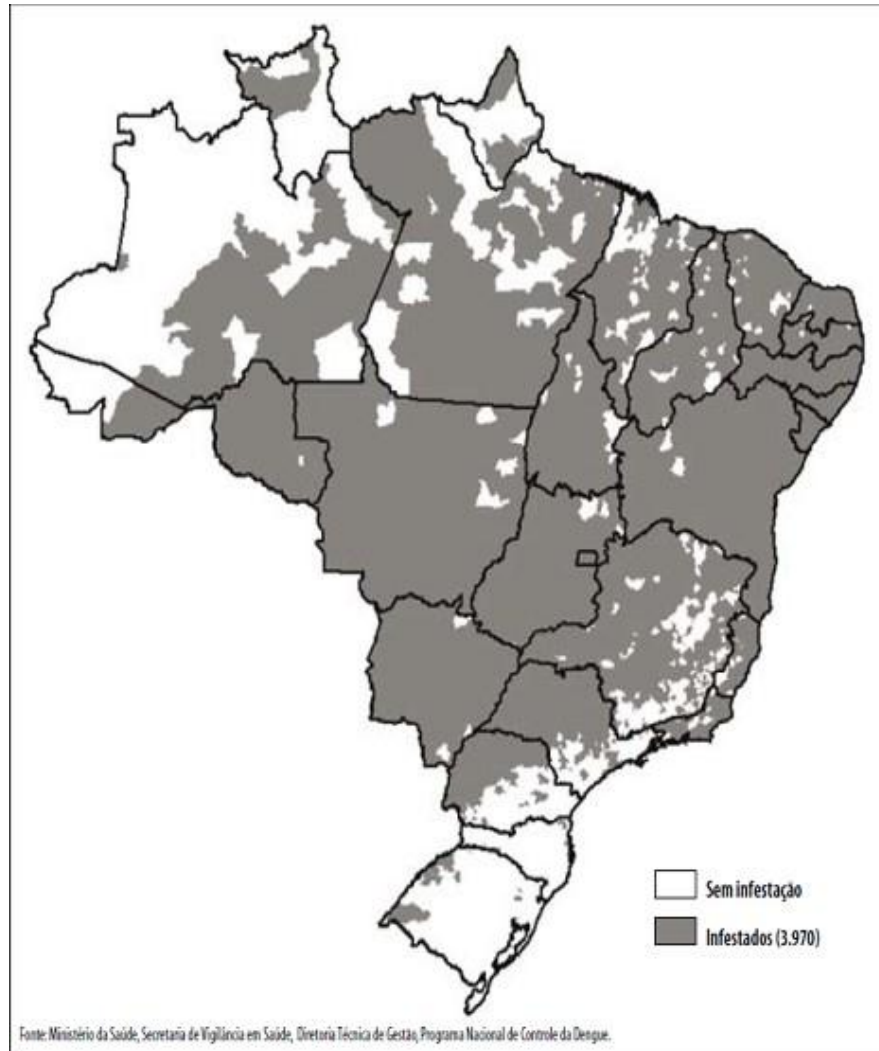 Sem infestação
Infestados (3.970)
Fonte: Ministério da Saúde, Secretaria de Vigilância em Saúde, Diretoria Técnica de Gestão, Programa Nacional de Controle da Dengue.